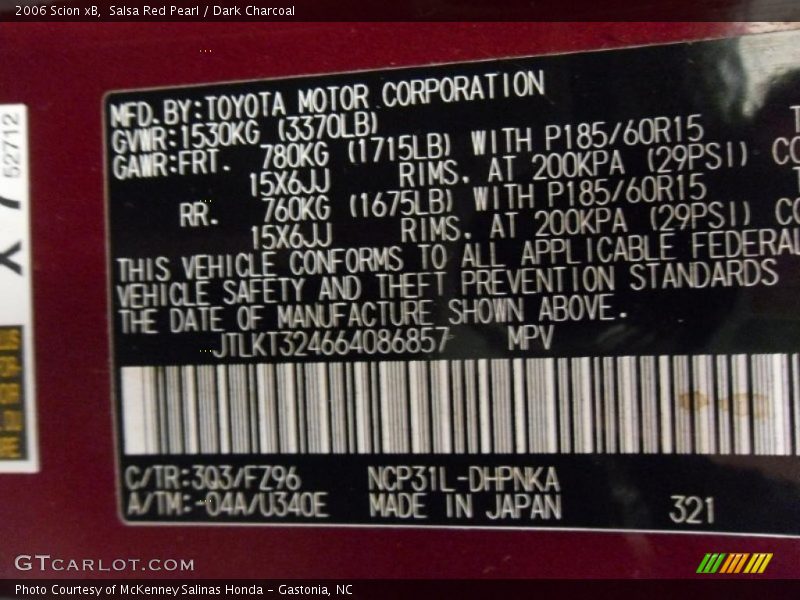 2006 Scion xB,  Salsa Red Pearl / Dark Charcoal
52712
MFD.BY:TOYOTA MOTOR CORPORATION
GVWR:1530KG (3370LB)
GAWR:FRT. 780KG (1715LB) WITH P185/60R15
15X6JJ RIMS. AT 200KPA (29PSI)
RR. 760KG (1675LB) WITH P185/60R15
15X6JJ RIMS. AT 200KPA (29PSI)
THIS VEHICLE CONFORMS TO ALL APPLICABLE FEDERAL
VEHICLE SAFETY AND THEFT PREVENTION STANDARDS
THE DATE OF MANUFACTURE SHOWN ABOVE.
JTLKT324664086857 MPV
C/TR:3Q3/FZ96 NCP31L-DHPNKA
A/TM:-04A/U340E MADE IN JAPAN 321
GTCARLOT.COM
Photo Courtesy of McKenney Salinas Honda - Gastonia, NC